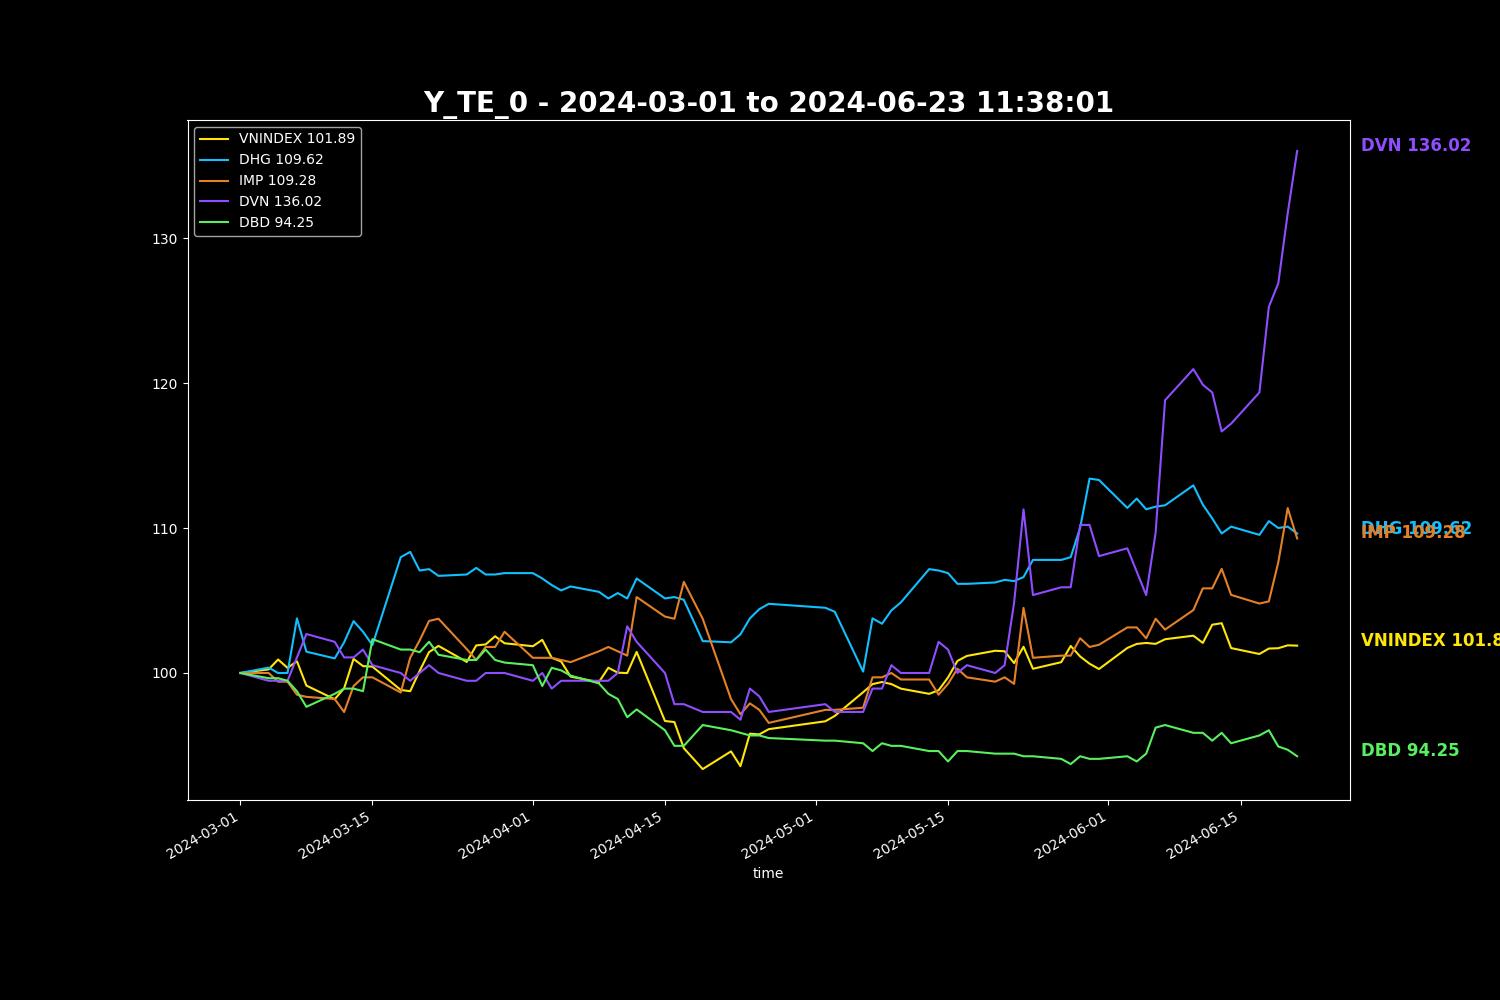 Y_TE_0 - 2024-03-01 to 2024-06-23 11:38:01
VNINDEX 101.89
DHG 109.62
IMP 109.28
DVN 136.02
DBD 94.25
130
120
110
100
DVN 136.02
DHG 109.62
IMP 109.28
VNINDEX 101.8
DBD 94.25
2024-03-01
2024-03-15
2024-04-01
2024-04-15
2024-05-01
2024-05-15
2024-06-01
2024-06-15
time